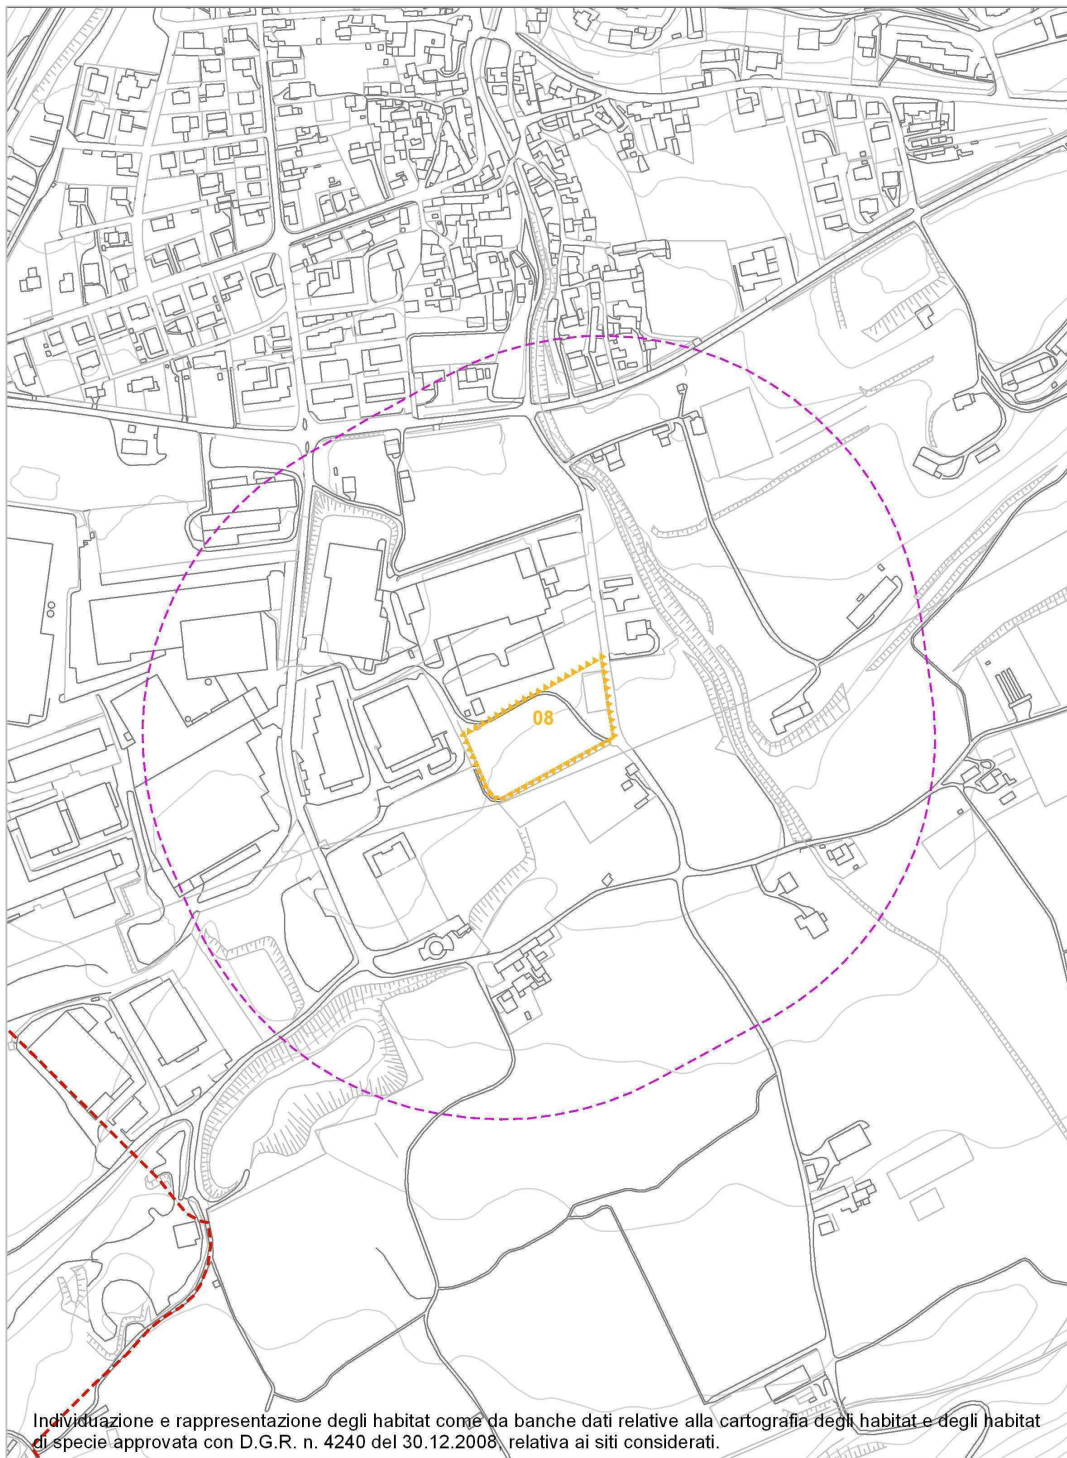 08
Individuazione e rappresentazione degli habitat come da banche dati relative alla cartografia degli habitat e degli habitat
di specie approvata con D.G.R. n. 4240 del 30.12.2008, relativa ai siti considerati.